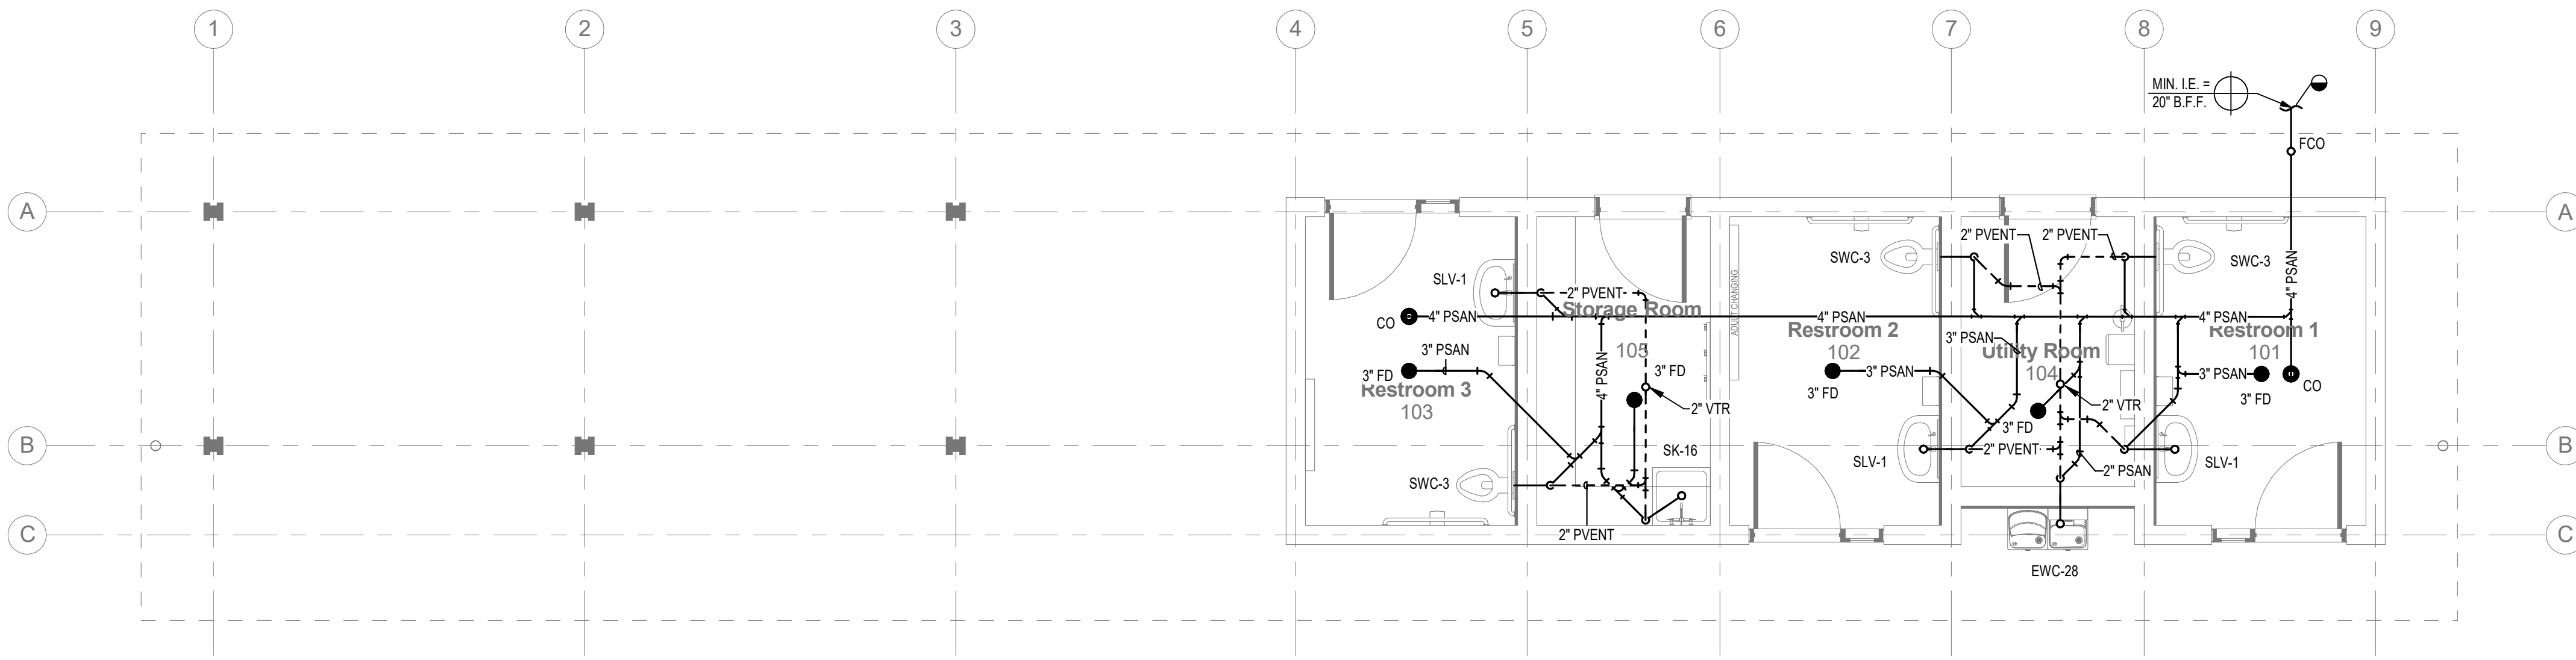 1
2
3
4
5
6
7
8
9
MIN. I.E. =
20" B.F.F.
FCO
A
A
2" PVENT
2" PVENT
SWC-3
SWC-3
4" PSAN
SLV-1
2" PVENT
ADULT CHANGING
Storage Room
105
CO
4" PSAN
4" PSAN
4" PSAN
Restroom 2
102
Restroom 1
101
3" PSAN
3" PSAN
Utility Room
104
3" FD
Restroom 3
103
4" PSAN
3" FD
3" PSAN
3" FD
3" PSAN
3" FD
CO
2" VTR
2" VTR
3" FD
B
B
SK-16
SLV-1
2" PVENT
2" PSAN
SLV-1
SWC-3
2" PVENT
C
C
EWC-28